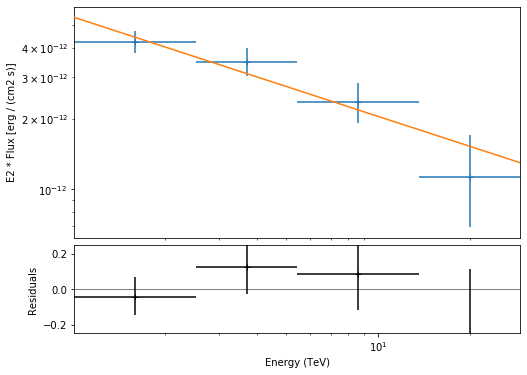 E2 * Flux [erg / (cm2 s)]
4 × 10⁻¹²
3 × 10⁻¹²
2 × 10⁻¹²
10⁻¹²
Residuals
0.2
0.0
−0.2
10¹
Energy (TeV)